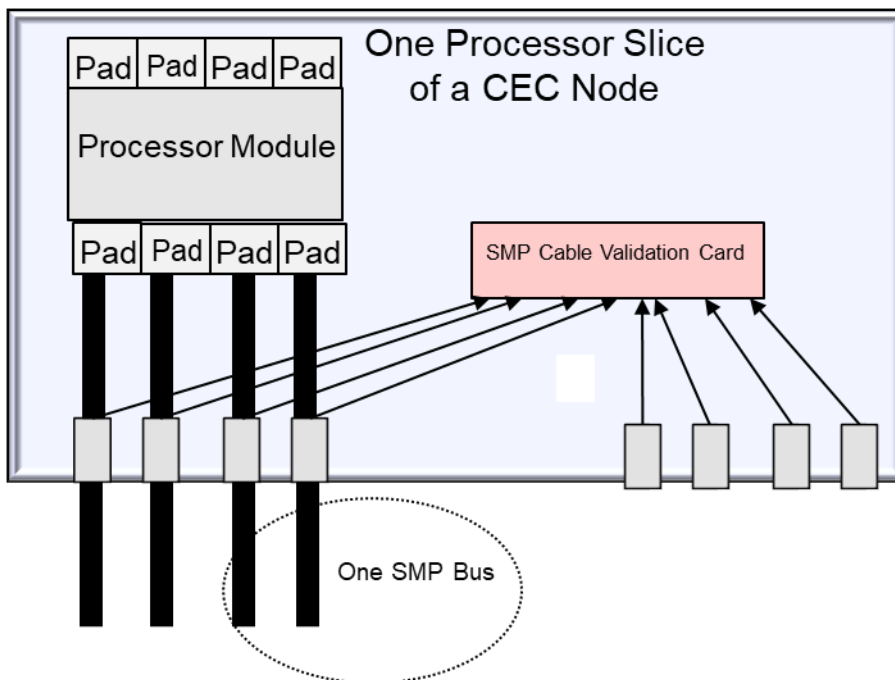 One Processor Slice
of a CEC Node
Pad Pad Pad Pad
Processor Module
Pad Pad Pad Pad
SMP Cable Validation Card
One SMP Bus